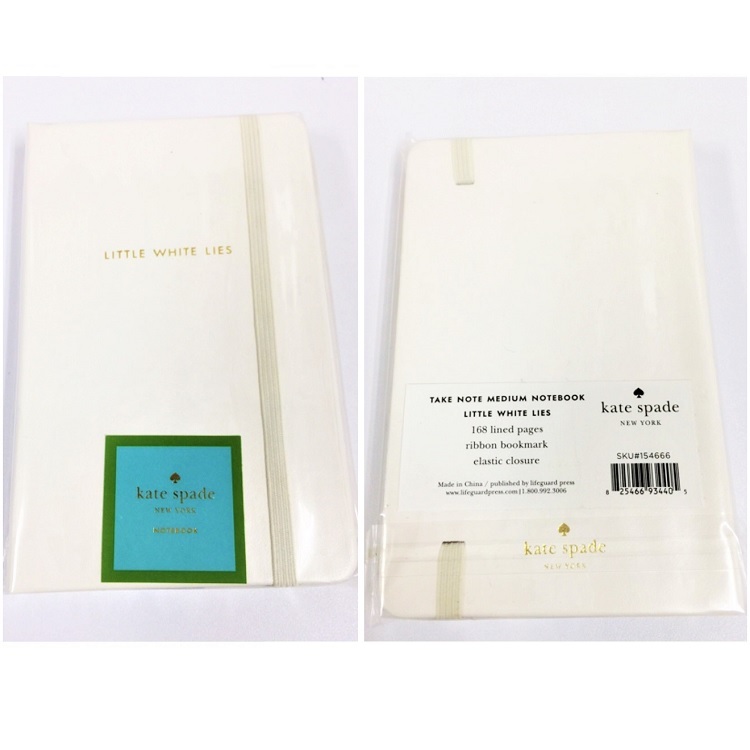 LITTLE WHITE LIES
kate spade
NEW YORK
NOTEBOOK
TAKE NOTE MEDIUM NOTEBOOK
LITTLE WHITE LIES
168 lined pages
ribbon bookmark
elastic closure
Made in China / published by lifeguard press
www.lifeguardpress.com|1.800.992.3006
kate spade
NEW YORK
SKU#154666
8 25466 93440 5
kate spade
NEW YORK